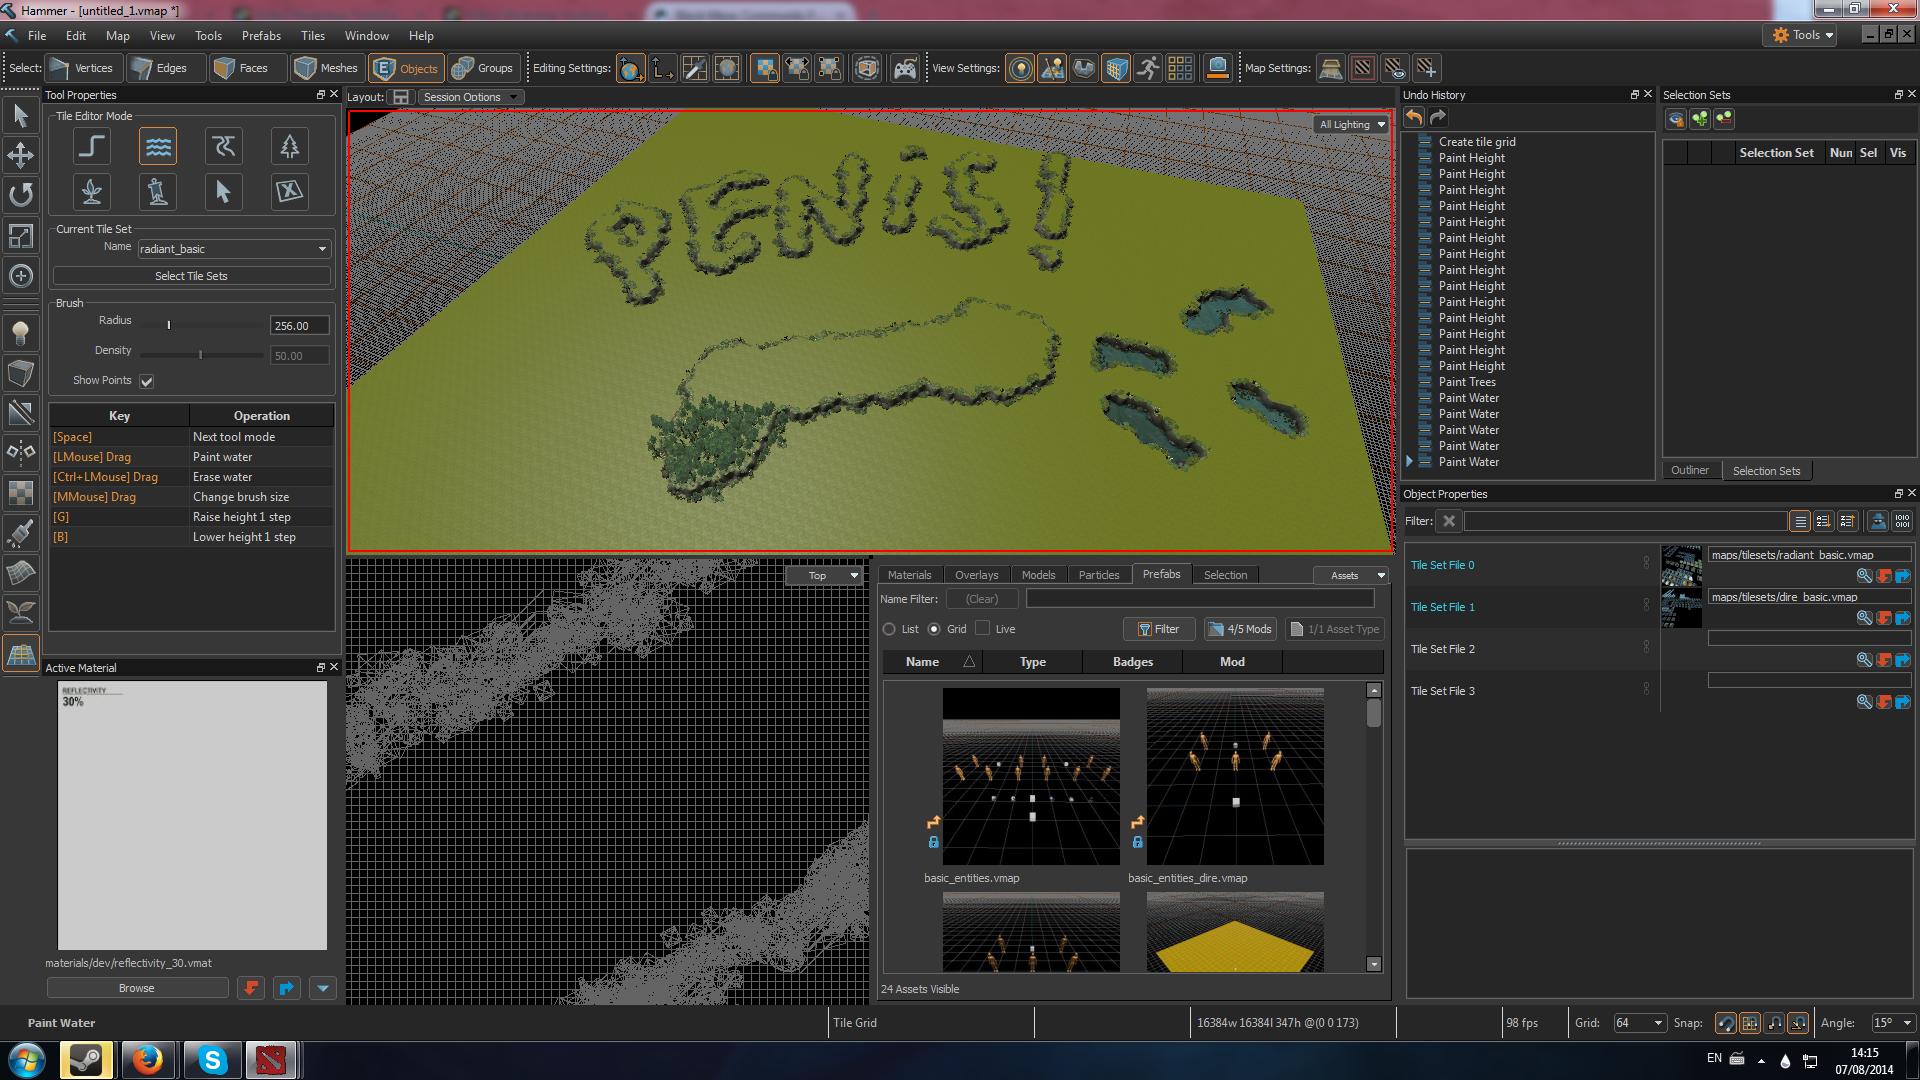 Hammer - [untitled_1.vmap *]
File Edit Map View Tools Prefabs Tiles Window Help
Tools
Select: Vertices Edges Faces Meshes Objects Groups Editing Settings: View Settings: Map Settings:
Tool Properties
Tile Editor Mode
Current Tile Set
Name radiant_basic
Select Tile Sets
Brush
Radius 256.00
Density 50.00
Show Points
Key Operation
[Space] Next tool mode
[LMouse] Drag Paint water
[Ctrl+LMouse] Drag Erase water
[MMouse] Drag Change brush size
[G] Raise height 1 step
[B] Lower height 1 step
Active Material
REFLECTIVITY
30%
materials/dev/reflectivity_30.vmat
Browse
Layout: Session Options
All Lighting
PENiS!
Top
Materials Overlays Models Particles Prefabs Selection Assets
Name Filter: (Clear)
List Grid Live Filter 4/5 Mods 1/1 Asset Type
Name Type Badges Mod
basic_entities.vmap basic_entities_dire.vmap
24 Assets Visible
Undo History
Create tile grid
Paint Height
Paint Height
Paint Height
Paint Height
Paint Height
Paint Height
Paint Height
Paint Height
Paint Height
Paint Height
Paint Height
Paint Height
Paint Height
Paint Height
Paint Trees
Paint Water
Paint Water
Paint Water
Paint Water
Paint Water
Selection Sets
Selection Set Nun Sel Vis
Outliner Selection Sets
Object Properties
Filter:
Tile Set File 0 maps/tilesets/radiant_basic.vmap
Tile Set File 1 maps/tilesets/dire_basic.vmap
Tile Set File 2
Tile Set File 3
Paint Water Tile Grid 16384w 16384l 347h @(0 0 173) 98 fps Grid: 64 Snap: Angle: 15°
EN 14:15
07/08/2014